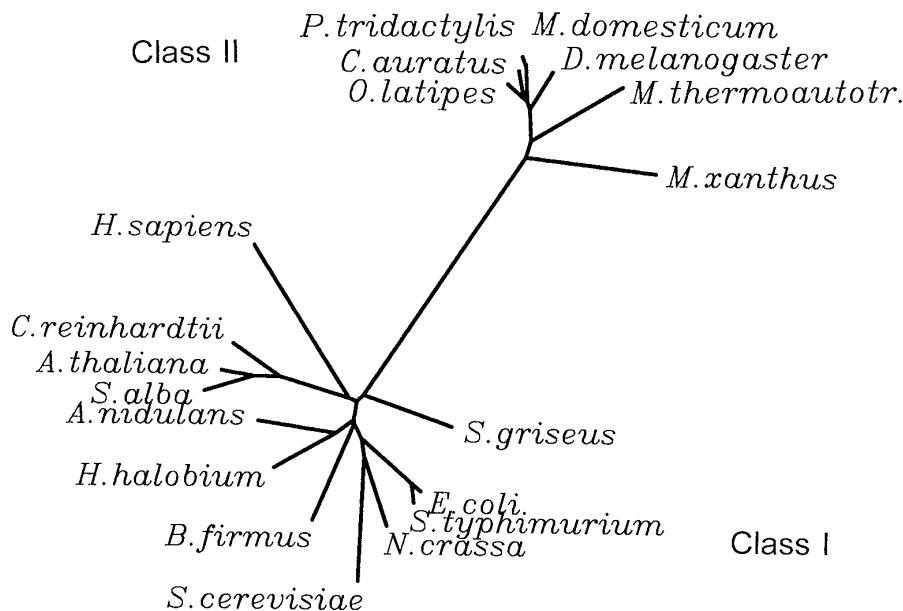 P.tridactylis M.domesticum
Class II
C.auratus D.melanogaster
O.latipes M.thermoautotr.
M.xanthus
H.sapiens
C.reinhardtii
A.thaliana
S.alba
A.nidulans
S.griseus
H.halobium
E.coli.
S.typhimurium
B.firmus N.crassa
Class I
S.cerevisiae